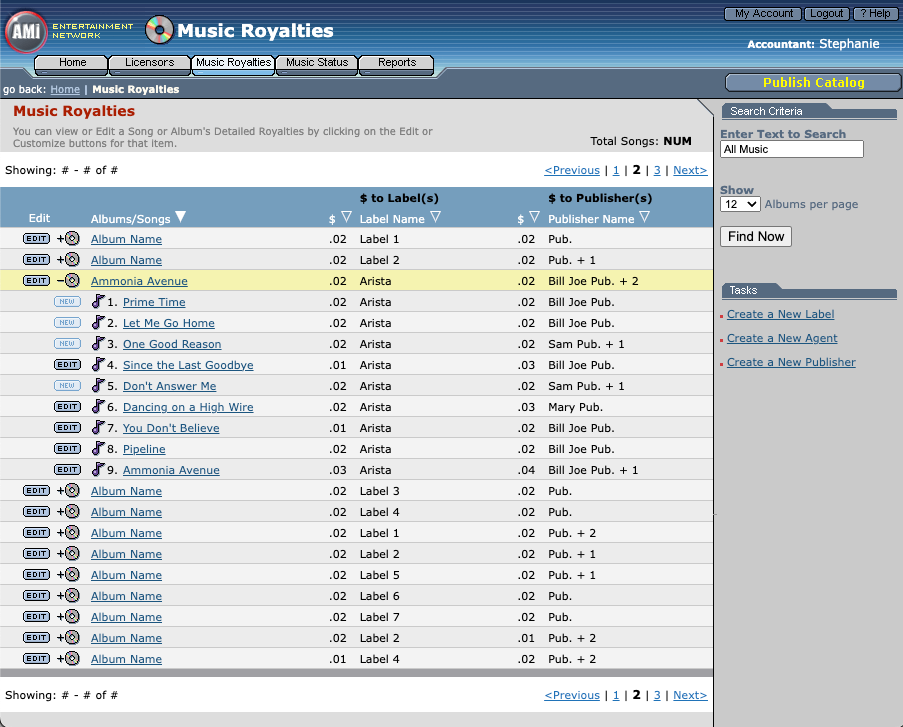 AMi ENTERTAINMENT NETWORK Music Royalties
My Account Logout ? Help
Accountant: Stephanie
Home Licensors Music Royalties Music Status Reports
go back: Home | Music Royalties
Publish Catalog
Music Royalties
You can view or Edit a Song or Album's Detailed Royalties by clicking on the Edit or
Customize buttons for that item.
Total Songs: NUM
Showing: # - # of #
<Previous | 1 | 2 | 3 | Next>
$ to Label(s) $ to Publisher(s)
Edit Albums/Songs $ Label Name $ Publisher Name
EDIT + Album Name .02 Label 1 .02 Pub.
EDIT + Album Name .02 Label 2 .02 Pub. + 1
EDIT − Ammonia Avenue .02 Arista .02 Bill Joe Pub. + 2
NEW 1. Prime Time .02 Arista .02 Bill Joe Pub.
NEW 2. Let Me Go Home .02 Arista .02 Bill Joe Pub.
NEW 3. One Good Reason .02 Arista .02 Sam Pub. + 1
EDIT 4. Since the Last Goodbye .01 Arista .03 Bill Joe Pub.
NEW 5. Don't Answer Me .02 Arista .02 Sam Pub. + 1
EDIT 6. Dancing on a High Wire .02 Arista .03 Mary Pub.
EDIT 7. You Don't Believe .01 Arista .02 Bill Joe Pub.
EDIT 8. Pipeline .02 Arista .02 Bill Joe Pub.
EDIT 9. Ammonia Avenue .03 Arista .04 Bill Joe Pub. + 1
EDIT + Album Name .02 Label 3 .02 Pub.
EDIT + Album Name .02 Label 4 .02 Pub.
EDIT + Album Name .02 Label 1 .02 Pub. + 2
EDIT + Album Name .02 Label 2 .02 Pub. + 1
EDIT + Album Name .02 Label 5 .02 Pub. + 1
EDIT + Album Name .02 Label 6 .02 Pub.
EDIT + Album Name .02 Label 7 .02 Pub.
EDIT + Album Name .02 Label 2 .01 Pub. + 2
EDIT + Album Name .01 Label 4 .02 Pub. + 2
Showing: # - # of #
<Previous | 1 | 2 | 3 | Next>
Search Criteria
Enter Text to Search
All Music
Show
12 Albums per page
Find Now
Tasks
Create a New Label
Create a New Agent
Create a New Publisher